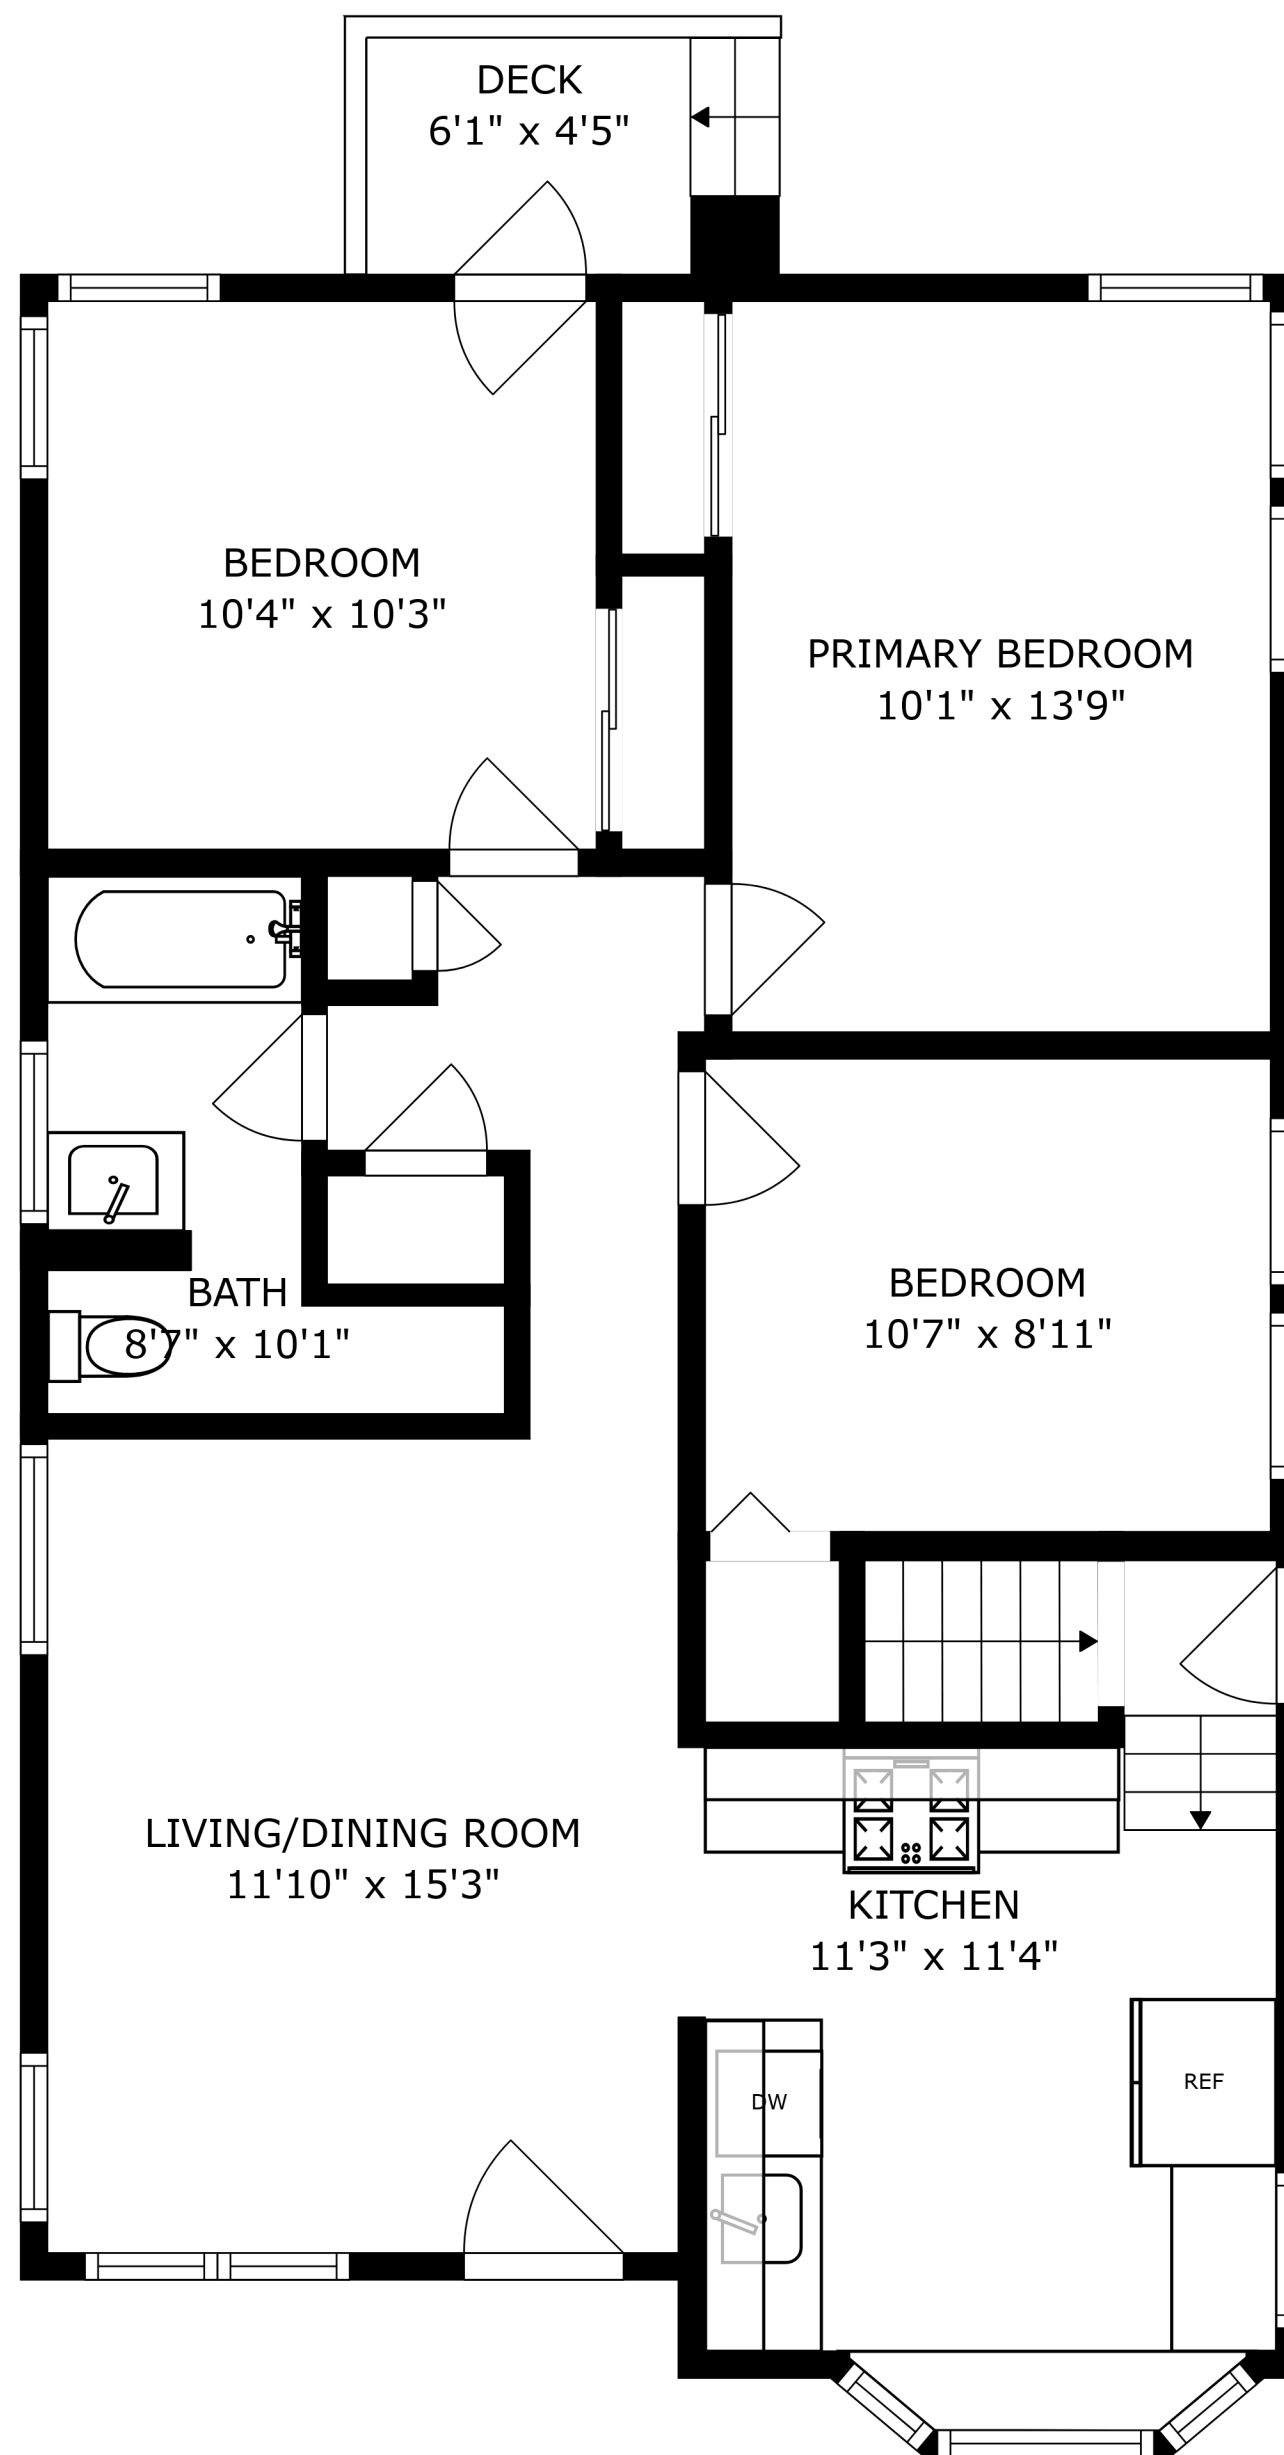 DECK
6'1" x 4'5"
BEDROOM
10'4" x 10'3"
PRIMARY BEDROOM
10'1" x 13'9"
BATH
8'7" x 10'1"
BEDROOM
10'7" x 8'11"
LIVING/DINING ROOM
11'10" x 15'3"
KITCHEN
11'3" x 11'4"
REF
DW